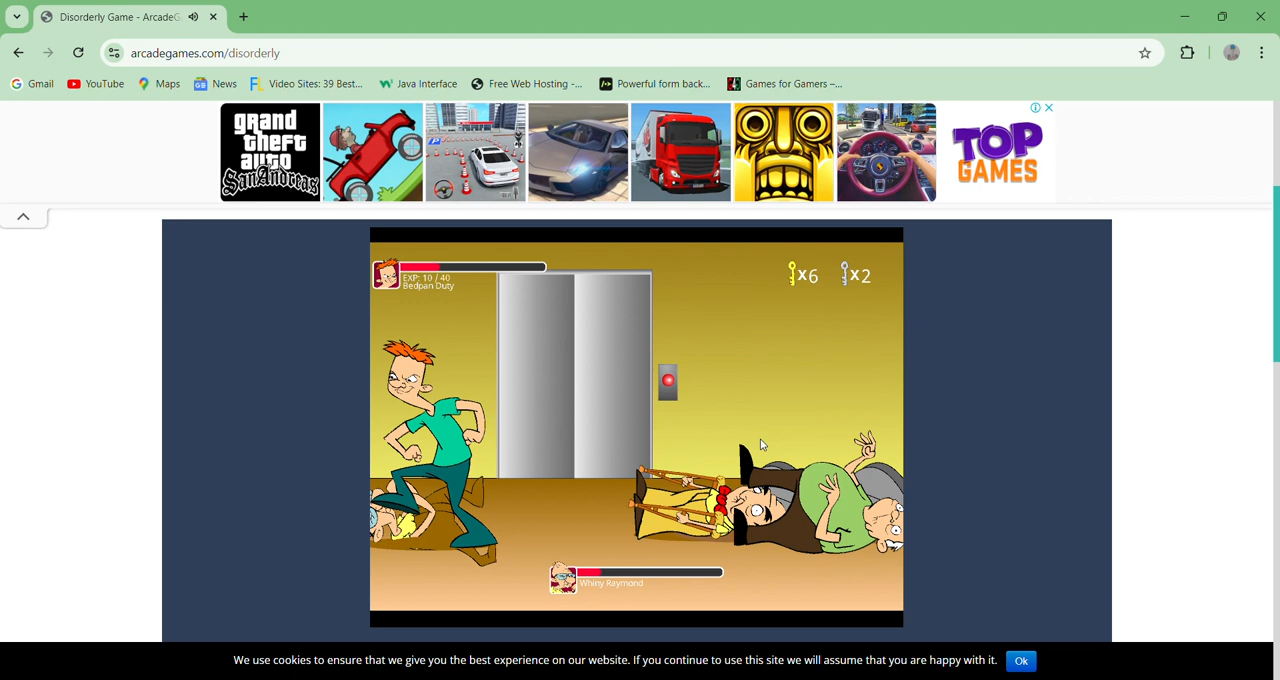 Disorderly Game - ArcadeG
arcadegames.com/disorderly
Gmail YouTube Maps News Video Sites: 39 Best... Java Interface Free Web Hosting -... Powerful form back... Games for Gamers –...
grand
theft
auto
San Andreas
TOP
GAMES
EXP: 10 / 40
Bedpan Duty
x6 x2
Whiny Raymond
We use cookies to ensure that we give you the best experience on our website. If you continue to use this site we will assume that you are happy with it. Ok